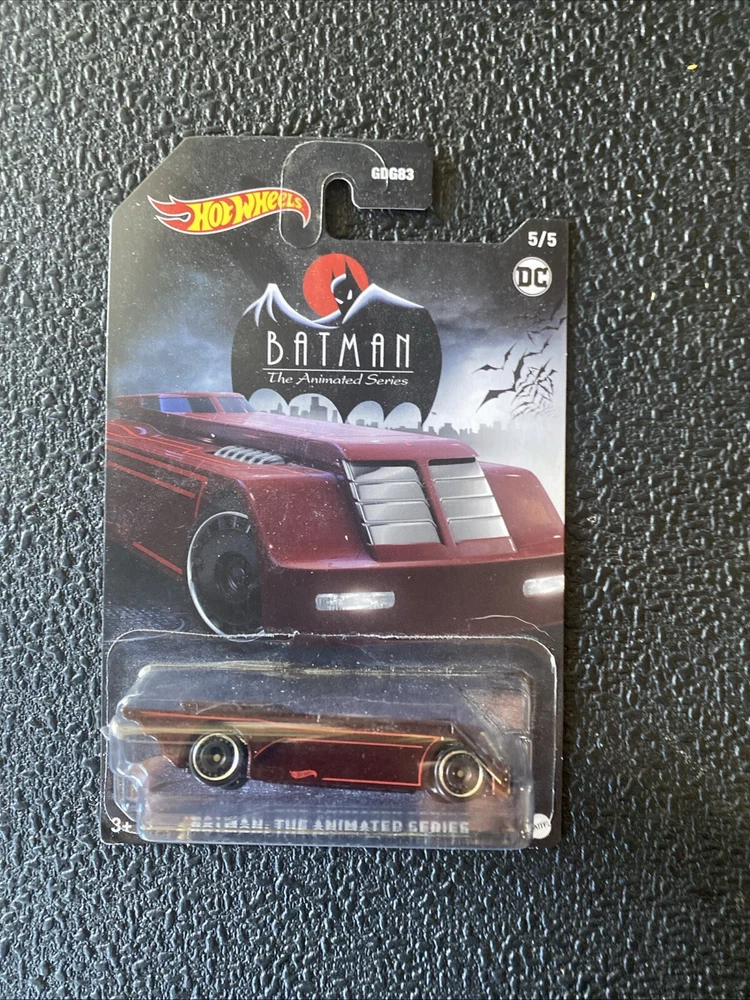 GDG83
HOT WHEELS
5/5
DC
BATMAN
The Animated Series
3+
BATMAN: THE ANIMATED SERIES